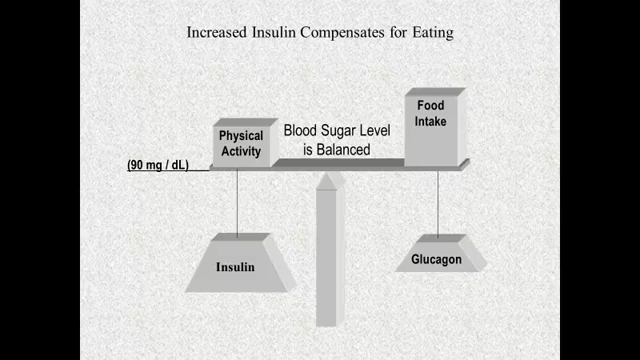 Increased Insulin Compensates for Eating
Food
Intake
Physical
Activity
Blood Sugar Level
is Balanced
(90 mg / dL)
Insulin
Glucagon